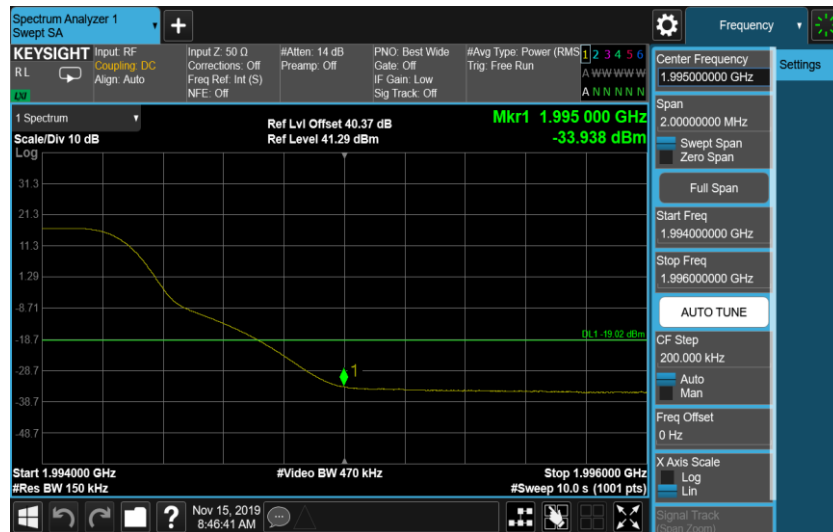 Spectrum Analyzer 1
Swept SA
+
Frequency
KEYSIGHT
RL
LXI
Input: RF
Coupling: DC
Align: Auto
Input Z: 50 Ω
Corrections: Off
Freq Ref: Int (S)
NFE: Off
#Atten: 14 dB
Preamp: Off
PNO: Best Wide
Gate: Off
IF Gain: Low
Sig Track: Off
#Avg Type: Power (RMS
Trig: Free Run
1 2 3 4 5 6
A W W W W W
A N N N N N
1 Spectrum
Scale/Div 10 dB
Log
Ref Lvl Offset 40.37 dB
Ref Level 41.29 dBm
Mkr1 1.995 000 GHz
-33.938 dBm
31.3
21.3
11.3
1.29
-8.71
-18.7
-28.7
-38.7
-48.7
DL1 -19.02 dBm
1
Start 1.994000 GHz
#Res BW 150 kHz
#Video BW 470 kHz
Stop 1.996000 GHz
#Sweep 10.0 s (1001 pts)
Nov 15, 2019
8:46:41 AM
Center Frequency
1.995000000 GHz
Span
2.00000000 MHz
Swept Span
Zero Span
Full Span
Start Freq
1.994000000 GHz
Stop Freq
1.996000000 GHz
AUTO TUNE
CF Step
200.000 kHz
Auto
Man
Freq Offset
0 Hz
X Axis Scale
Log
Lin
Signal Track
(Span Zoom)
Settings